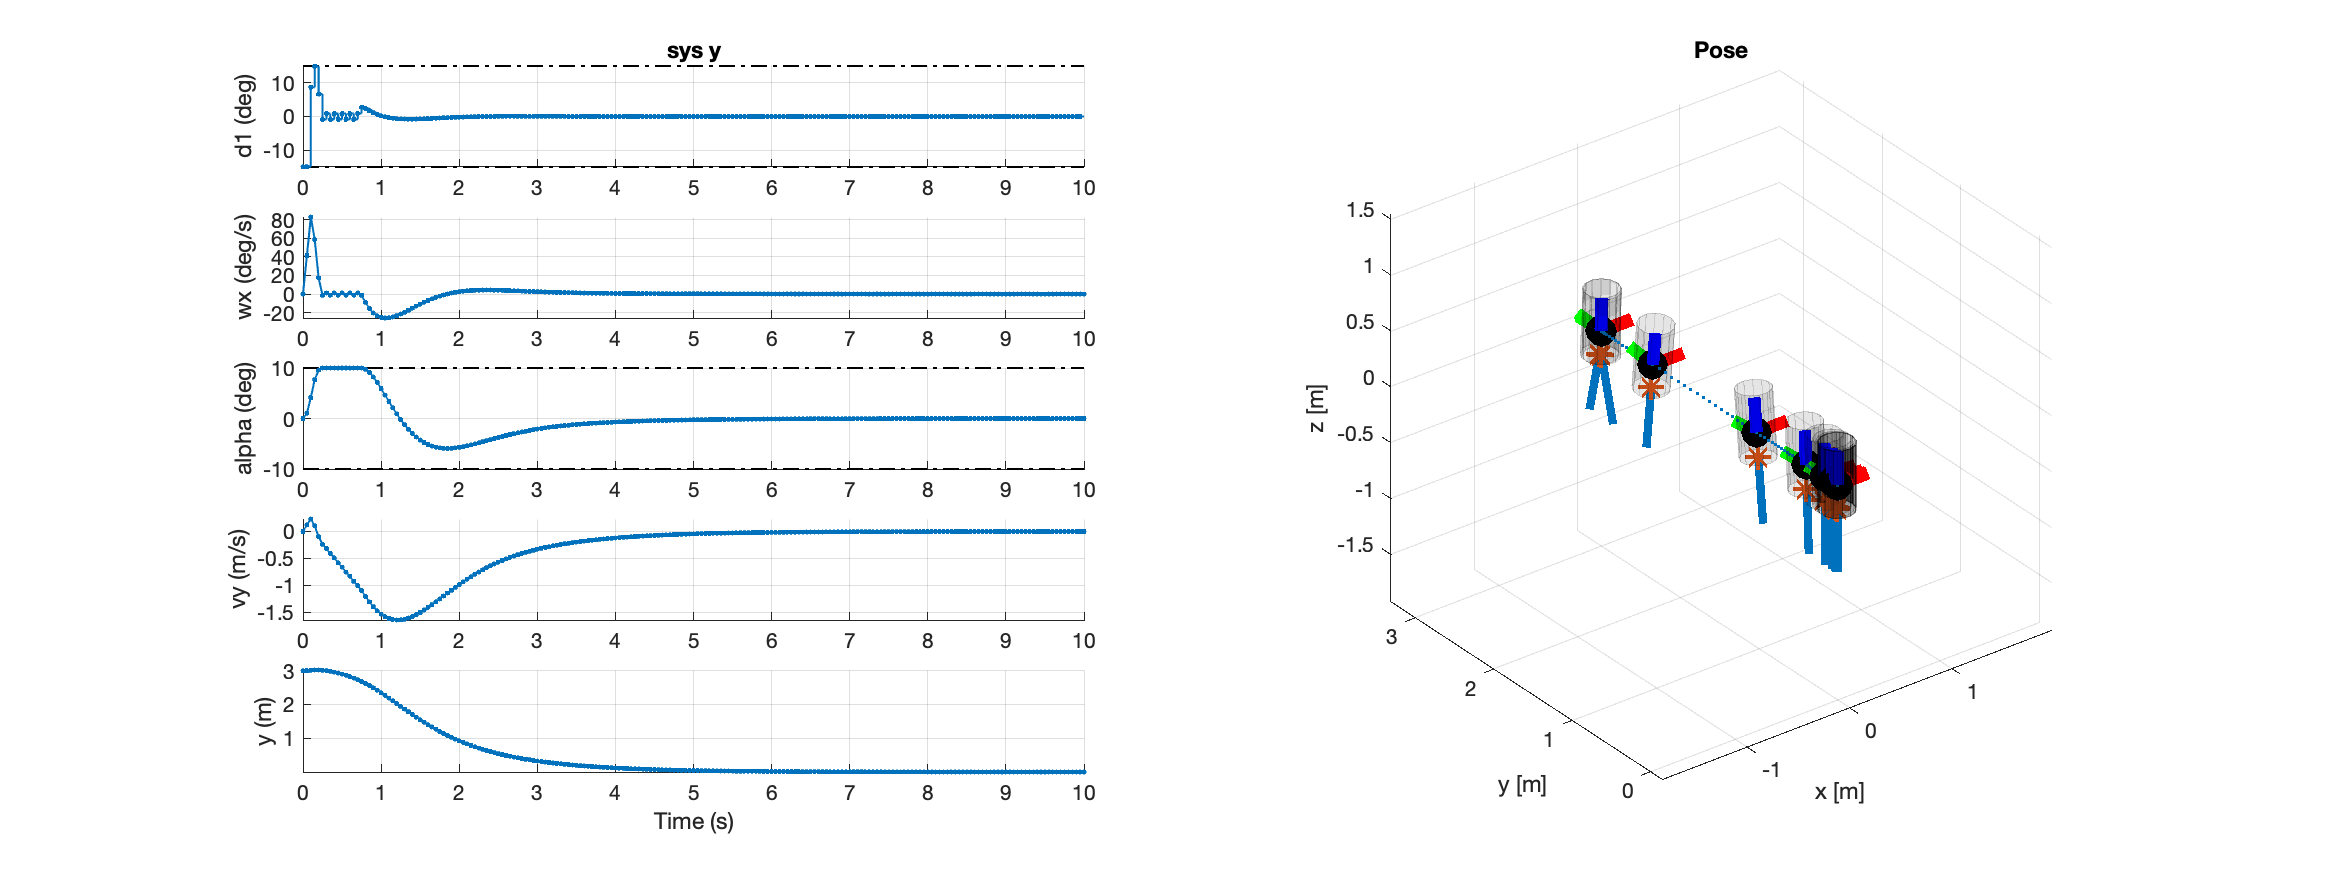 sys y
d1 (deg)
10
0
-10
0 1 2 3 4 5 6 7 8 9 10
wx (deg/s)
80
60
40
20
0
-20
0 1 2 3 4 5 6 7 8 9 10
alpha (deg)
10
0
-10
0 1 2 3 4 5 6 7 8 9 10
vy (m/s)
0
-0.5
-1
-1.5
0 1 2 3 4 5 6 7 8 9 10
y (m)
3
2
1
0 1 2 3 4 5 6 7 8 9 10
Time (s)
Pose
z [m]
1.5
1
0.5
0
-0.5
-1
-1.5
3
2
1
0
y [m]
-1
0
1
x [m]